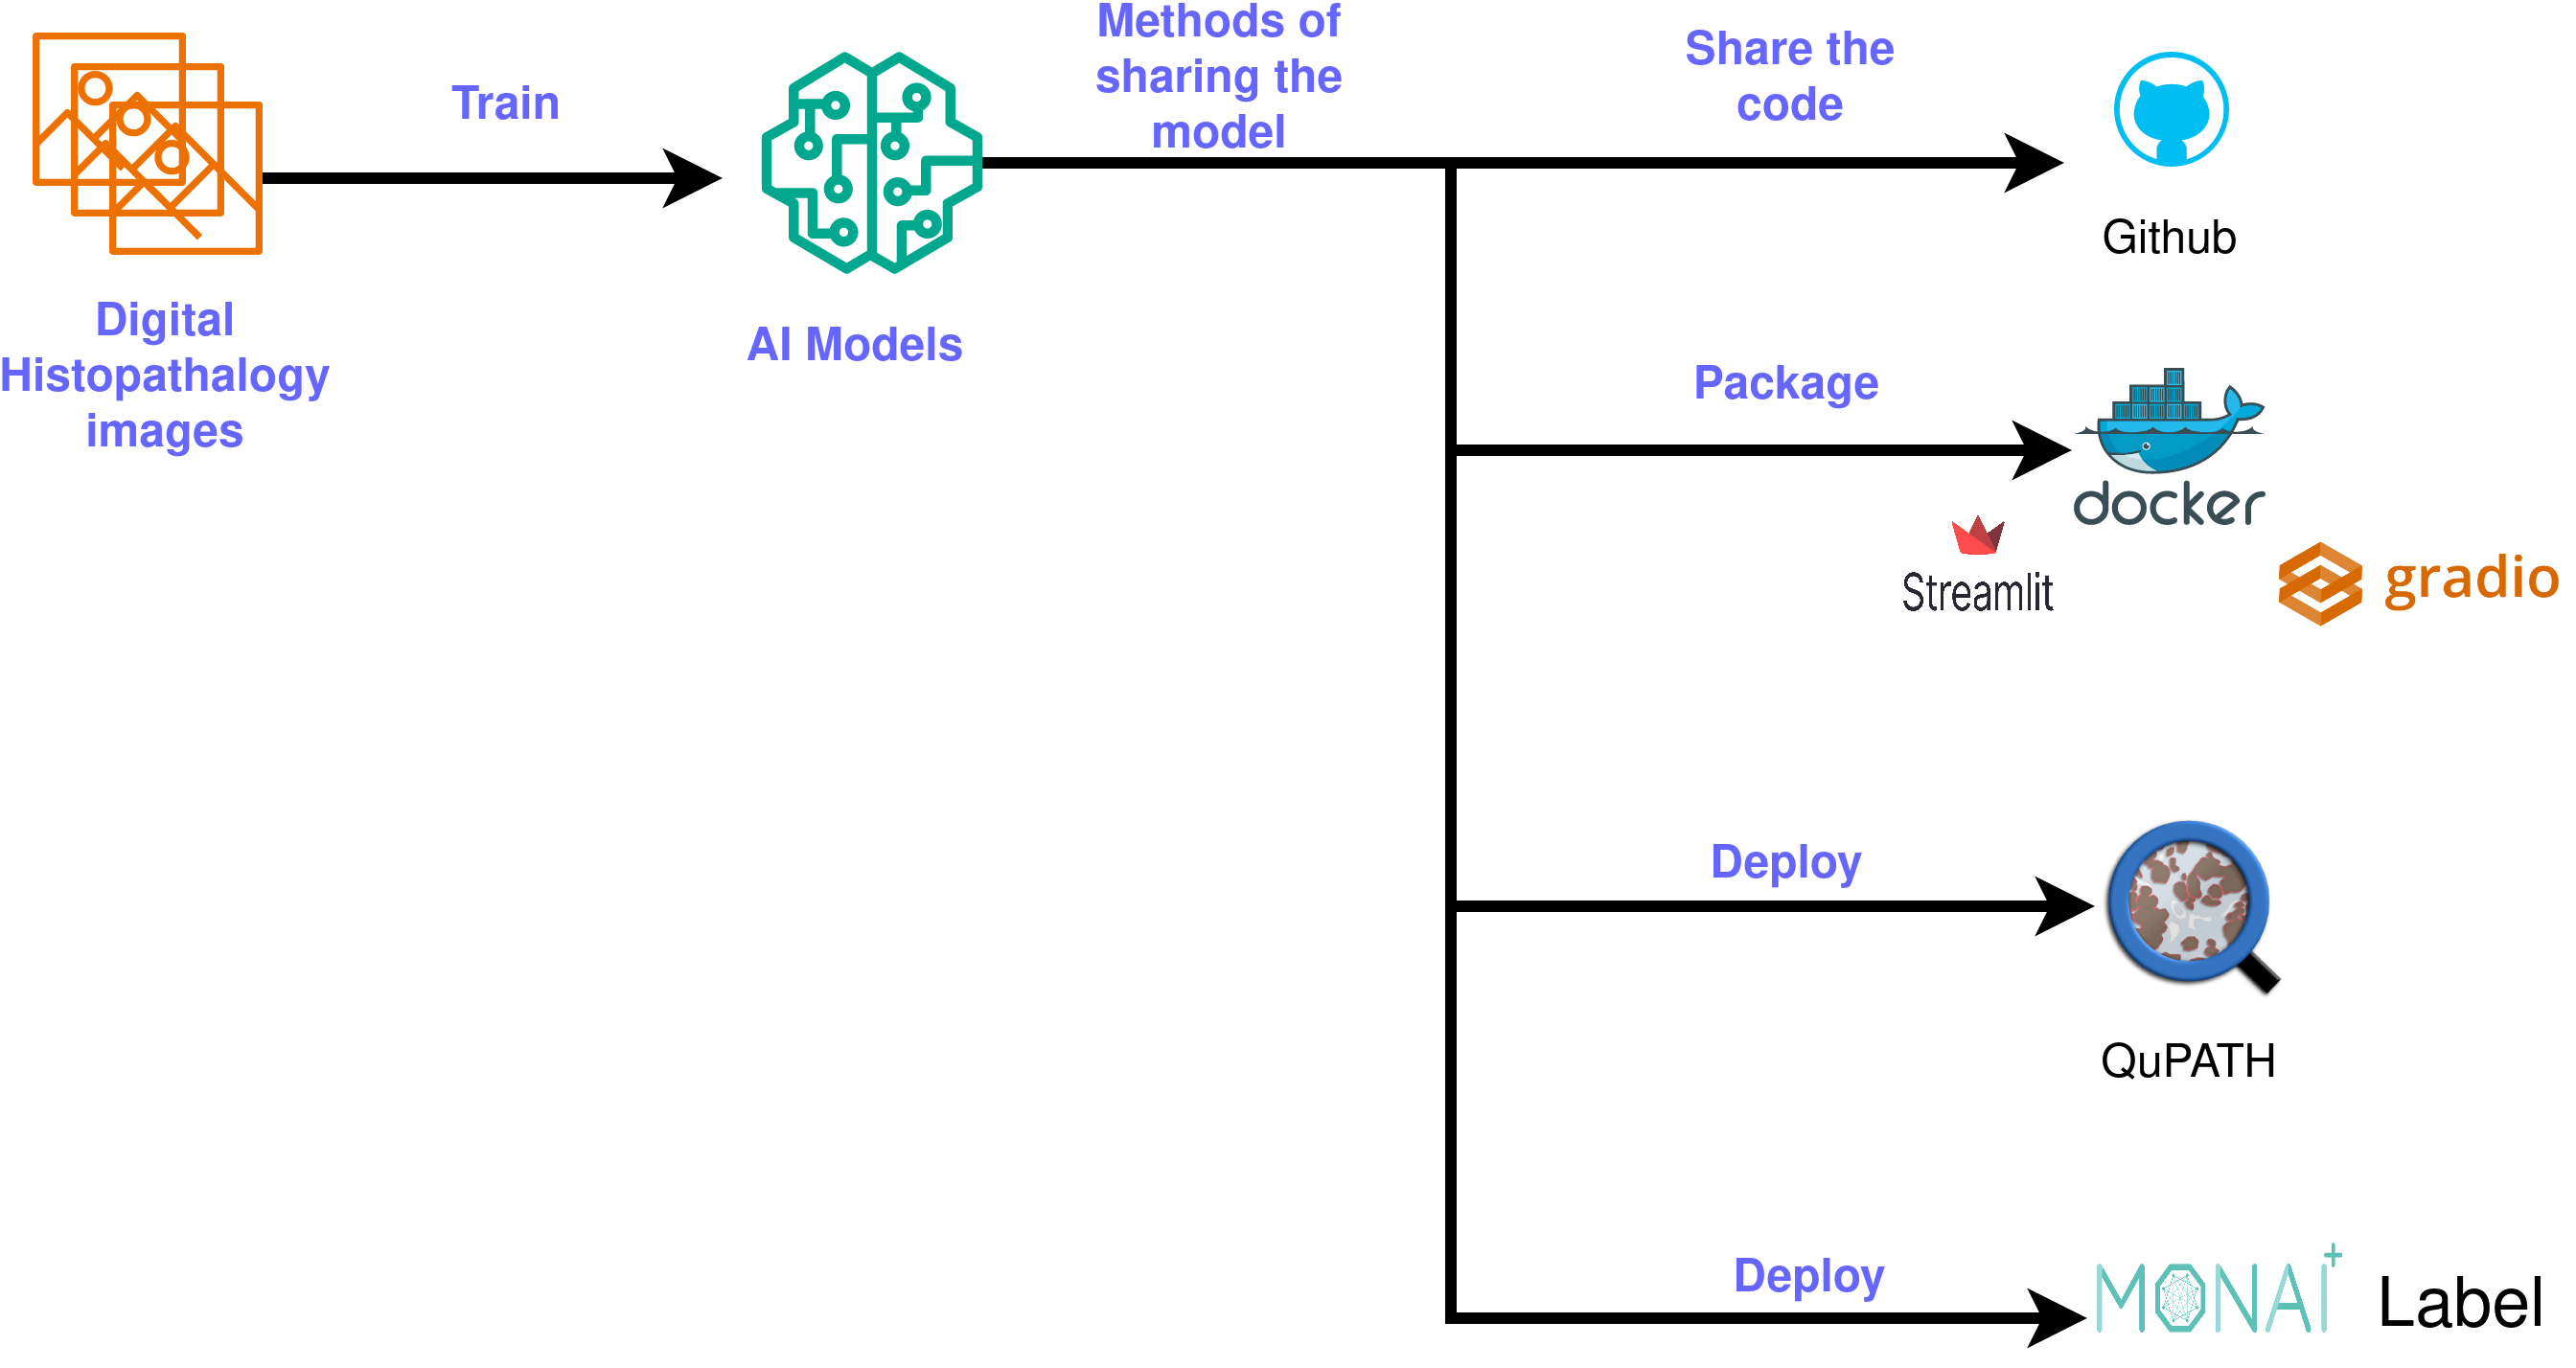 Train
Methods of
sharing the
model
Share the
code
Github
Digital
Histopathalogy
images
AI Models
Package
docker
Streamlit
gradio
Deploy
QuPATH
Deploy
MONAI+ Label